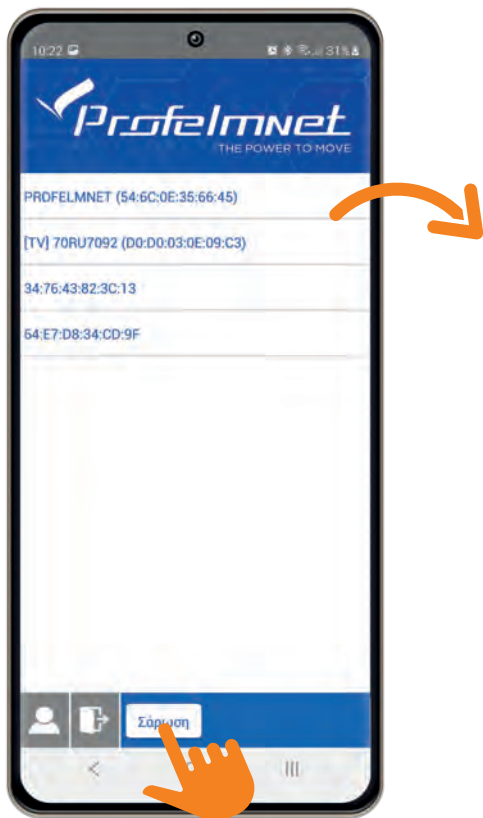 10:22
31%
Profelmnet
THE POWER TO MOVE
PROFELMNET (54:6C:0E:35:66:45)
[TV] 70RU7092 (D0:D0:03:0E:09:C3)
34:76:43:82:3C:13
64:E7:D8:34:CD:9F
Σάρωση